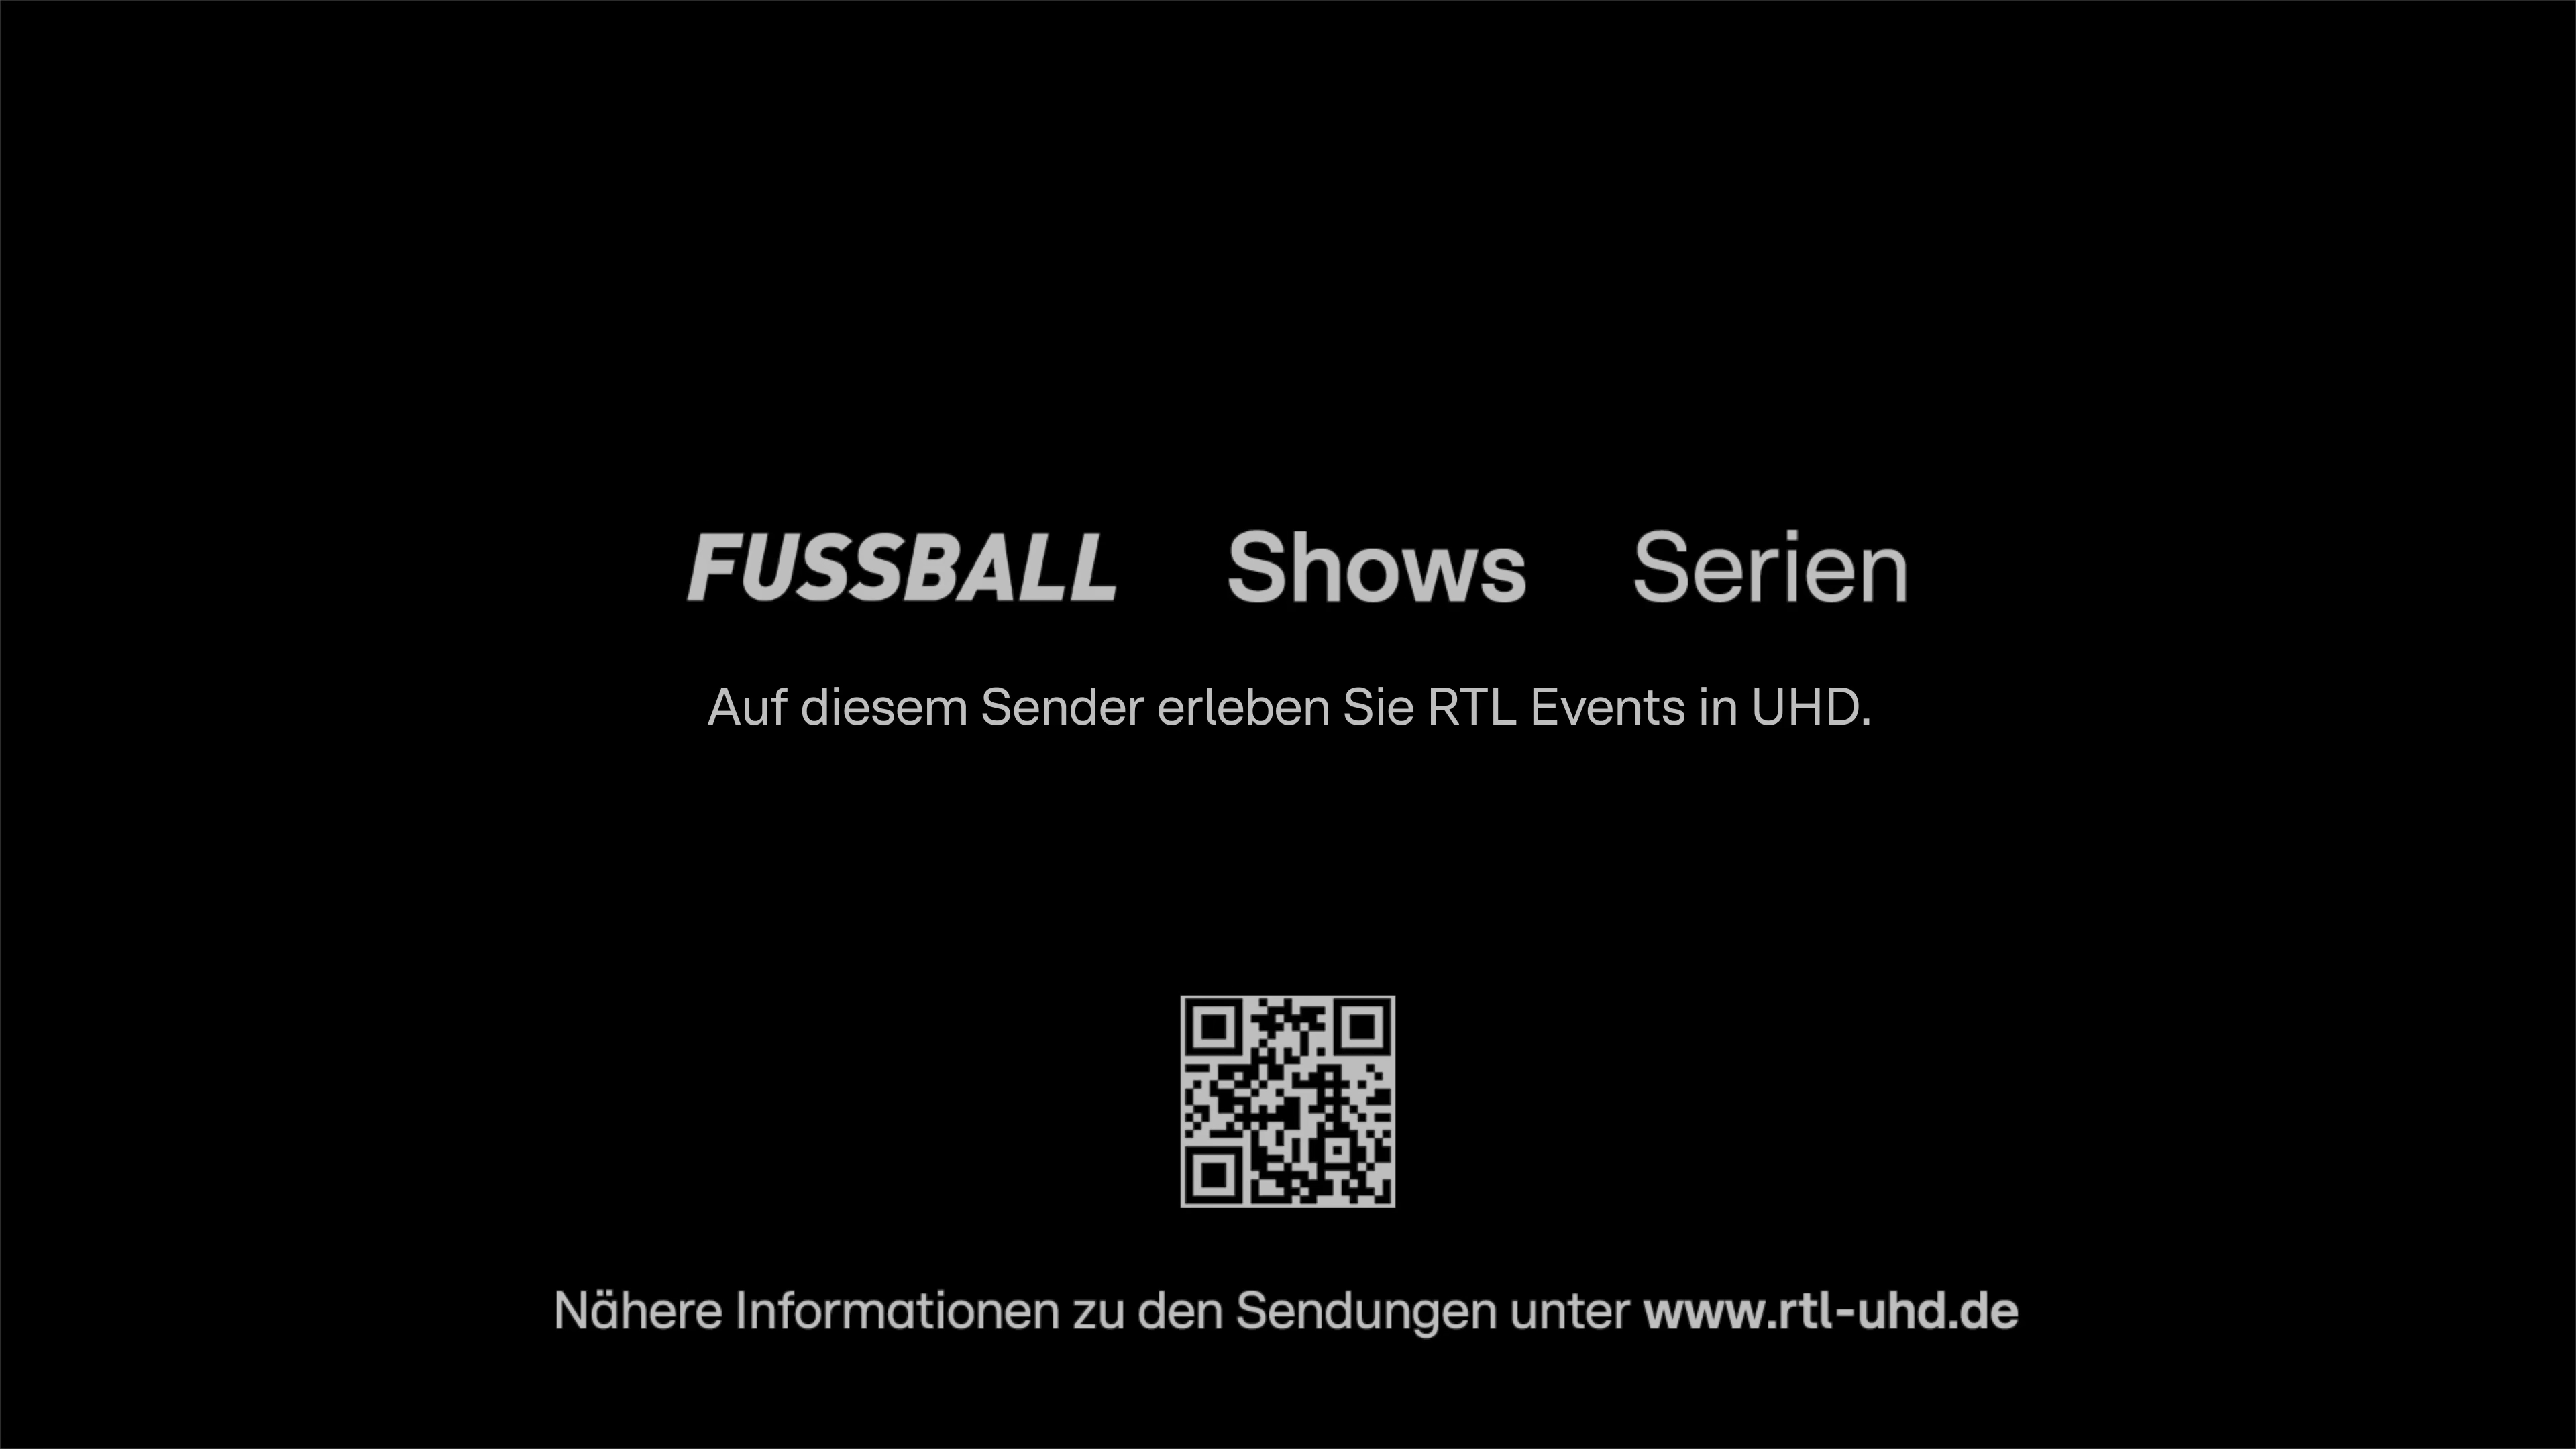 FUSSBALL Shows Serien
Auf diesem Sender erleben Sie RTL Events in UHD.
Nähere Informationen zu den Sendungen unter www.rtl-uhd.de